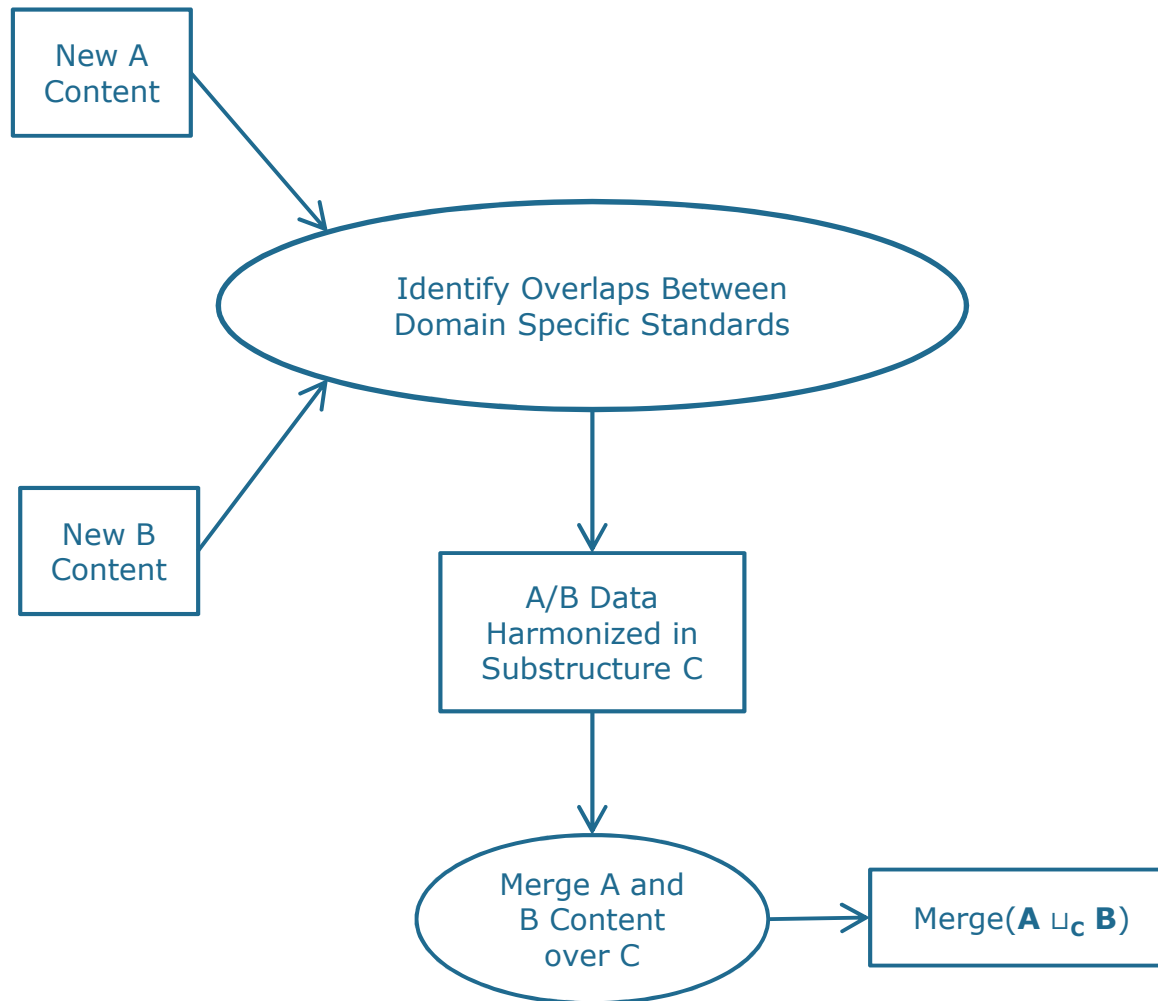 New A
Content
Identify Overlaps Between
Domain Specific Standards
New B
Content
A/B Data
Harmonized in
Substructure C
Merge A and
B Content
over C
Merge(A ⊔C B)